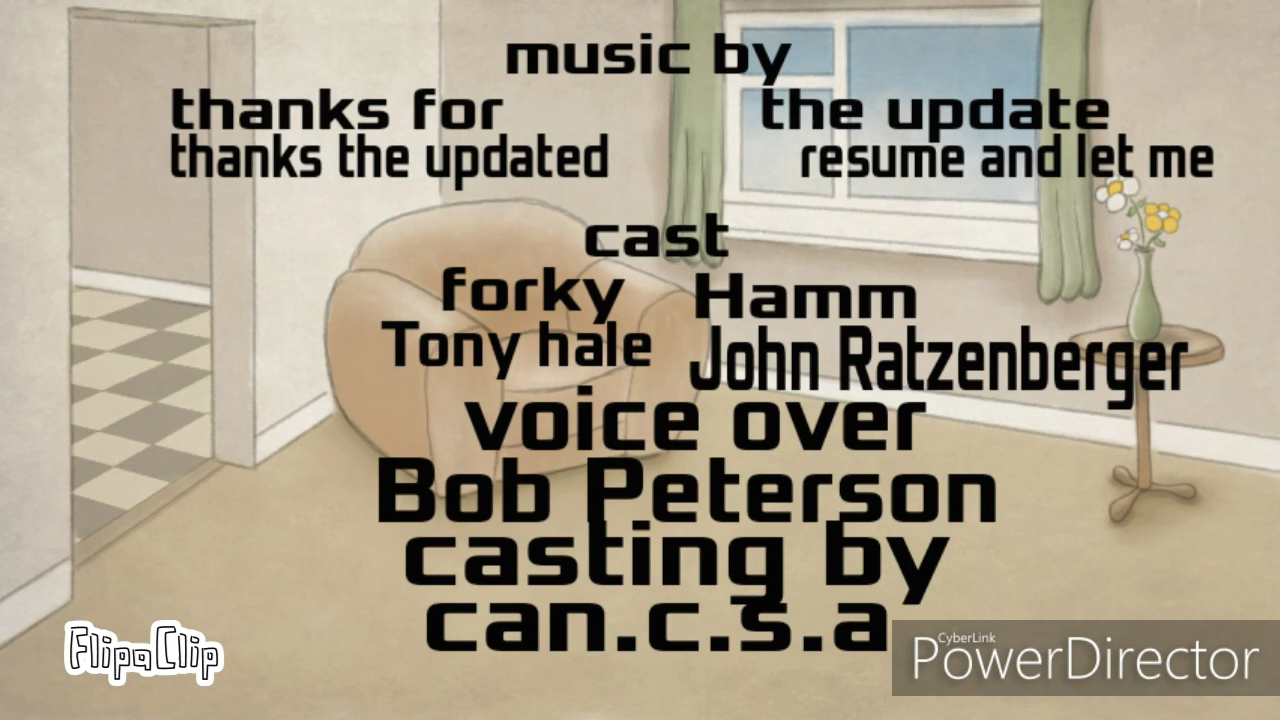 music by
thanks for the update
thanks the updated resume and let me
cast
forky Hamm
Tony hale John Ratzenberger
voice over
Bob Peterson
casting by
can.c.s.a
FlipaClip
CyberLink
PowerDirector